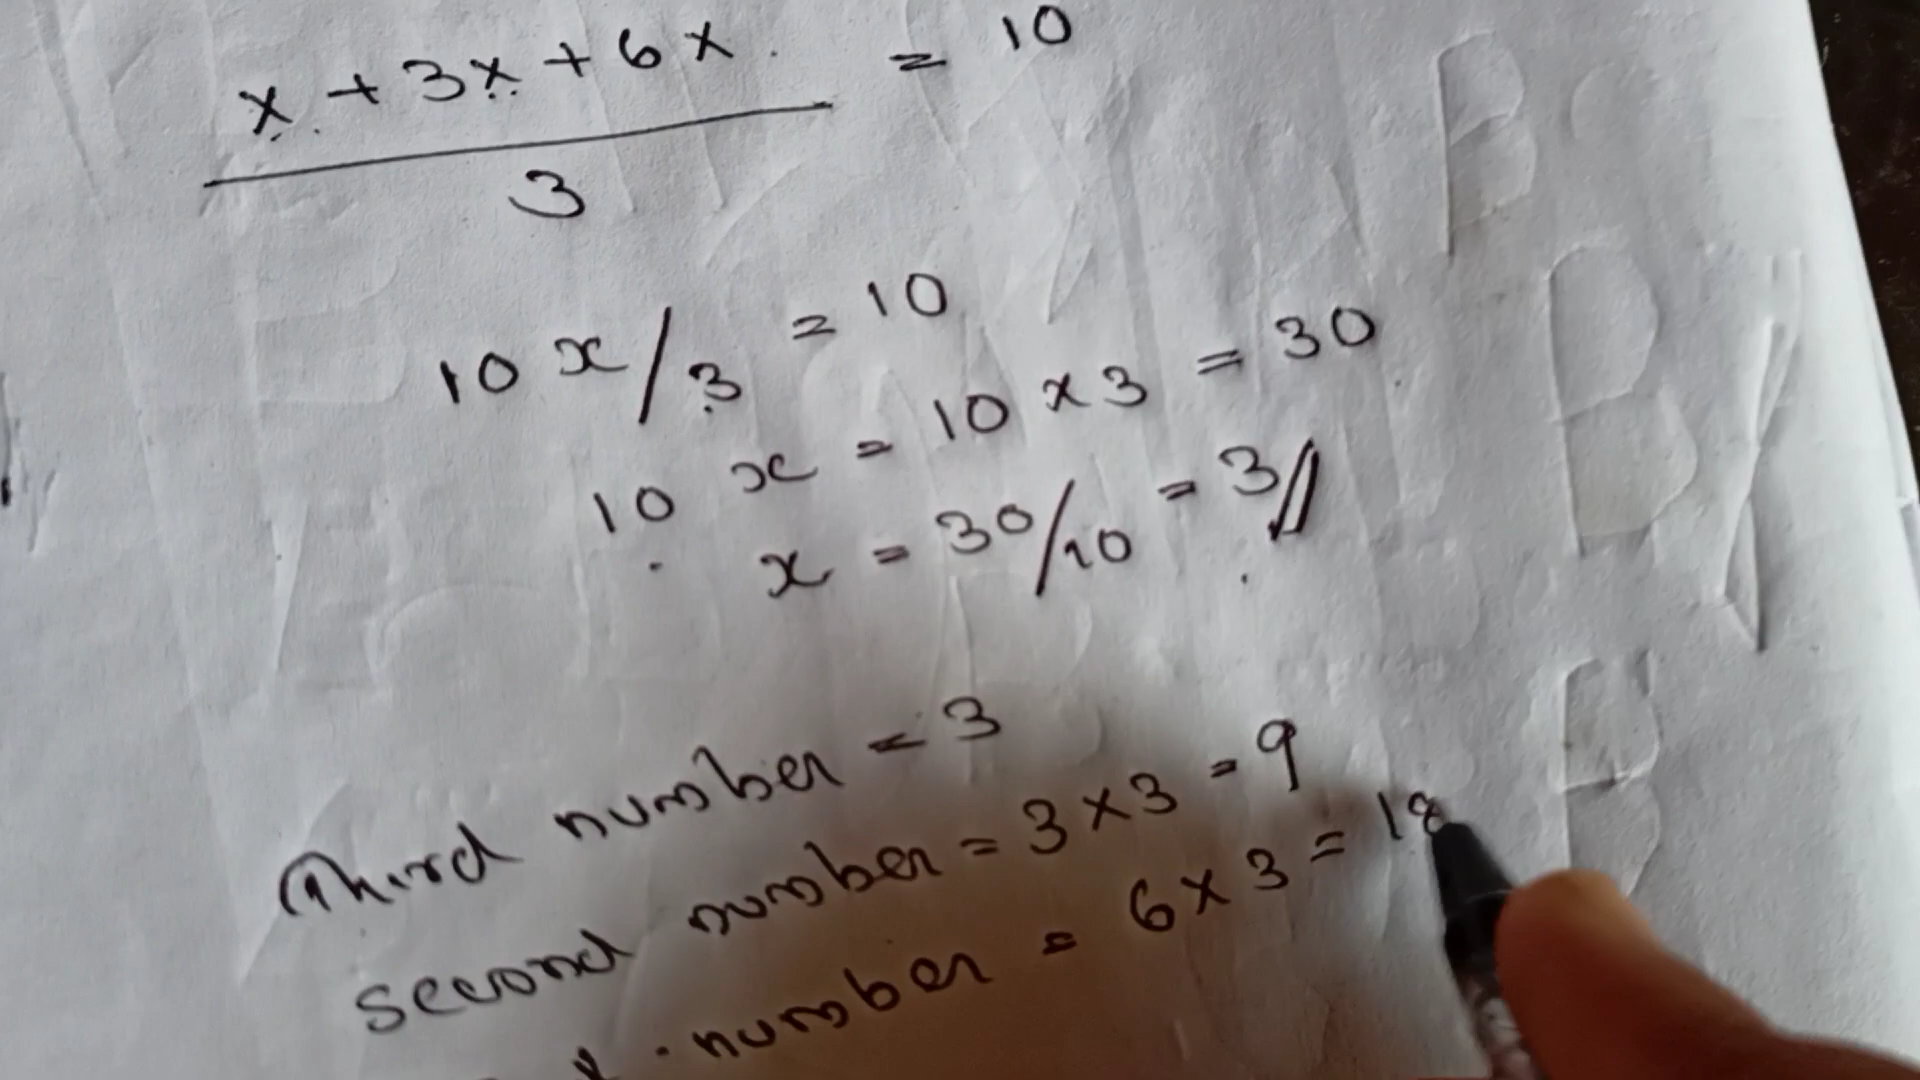 x + 3x + 6x = 10
3
10x/3 = 10
10x = 10 x 3 = 30
x = 30/10 = 3//
Third number = 3
Second number = 3 x 3 = 9
number = 6 x 3 = 18